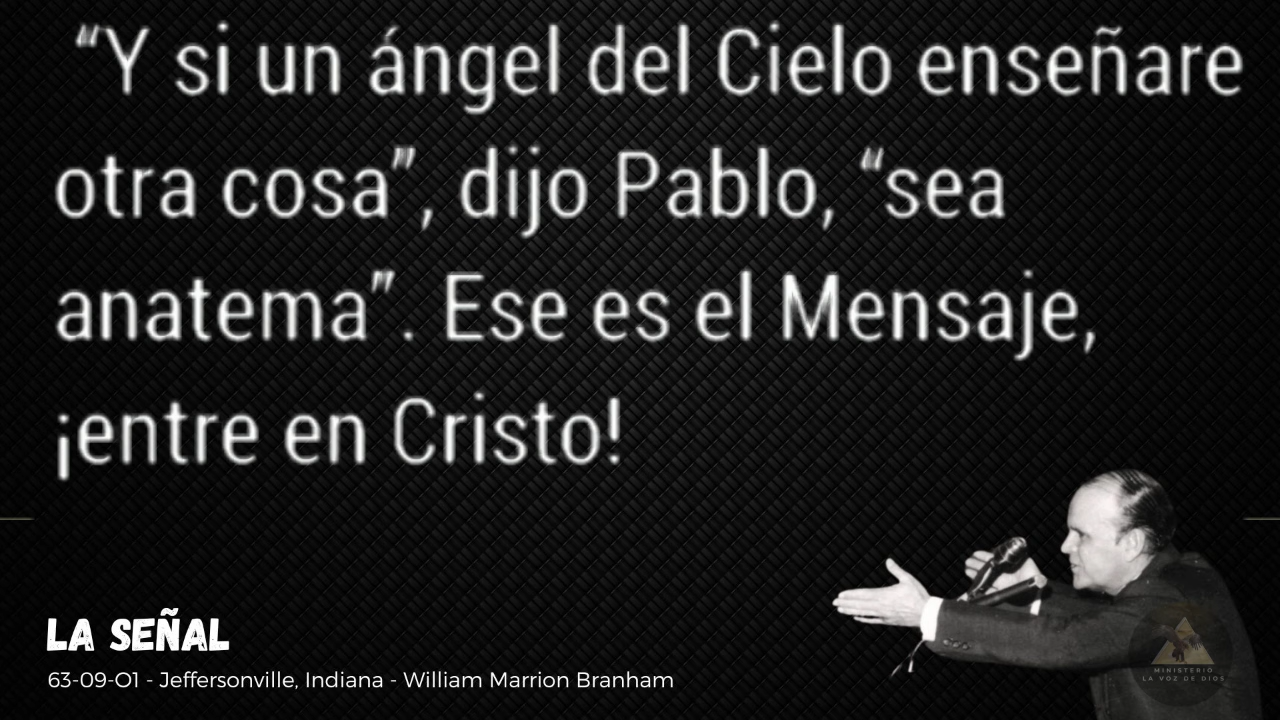 “Y si un ángel del Cielo enseñare
otra cosa”, dijo Pablo, “sea
anatema”. Ese es el Mensaje,
¡entre en Cristo!
LA SEÑAL
63-09-O1 - Jeffersonville, Indiana - William Marrion Branham
MINISTERIO
LA VOZ DE DIOS